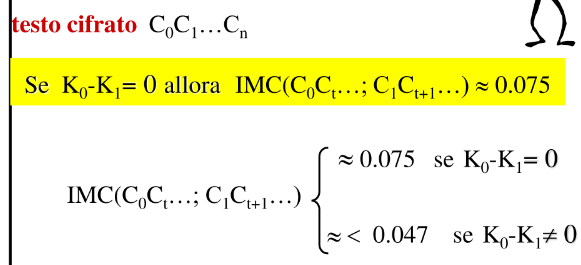 testo cifrato C₀C₁…Cₙ
Se K₀-K₁= 0 allora IMC(C₀Cₜ…; C₁Cₜ₊₁…) ≈ 0.075
≈ 0.075 se K₀-K₁= 0
IMC(C₀Cₜ…; C₁Cₜ₊₁…)
≈ < 0.047 se K₀-K₁≠ 0